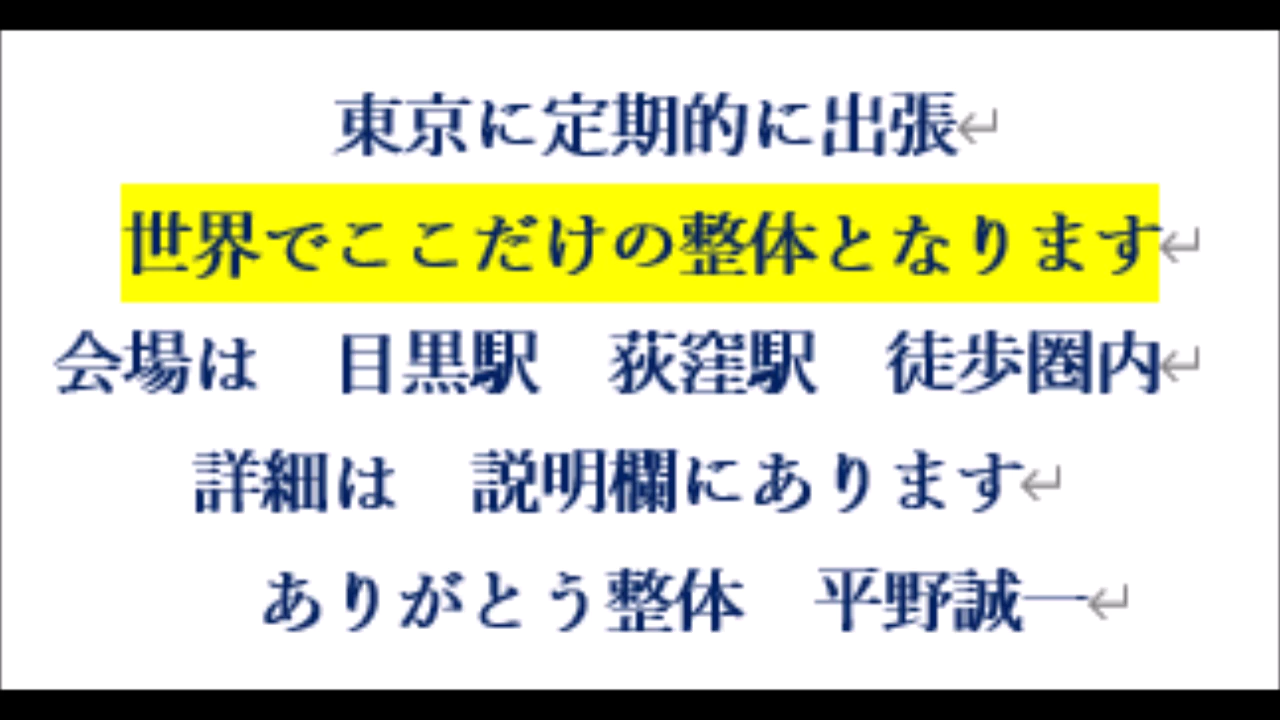 東京に定期的に出張
世界でここだけの整体となります
会場は　目黒駅　荻窪駅　徒歩圏内
詳細は　説明欄にあります
ありがとう整体　平野誠一